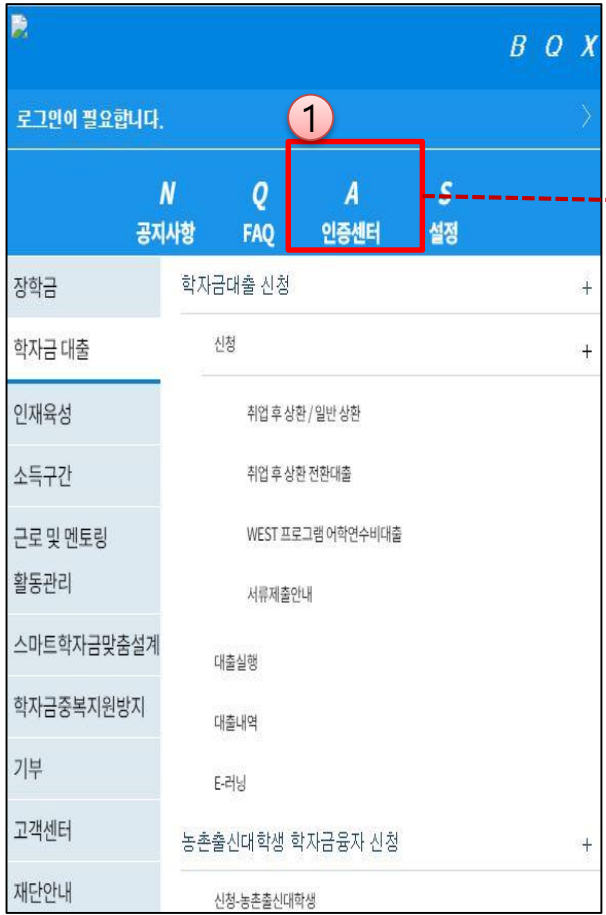 B Q X
로그인이 필요합니다.
1
N Q A S
공지사항 FAQ 인증센터 설정
장학금
학자금 대출
인재육성
소득구간
근로 및 멘토링
활동관리
스마트학자금맞춤설계
학자금중복지원방지
기부
고객센터
재단안내
학자금대출 신청 +
신청 +
취업 후 상환 / 일반 상환
취업 후 상환 전환대출
WEST 프로그램 어학연수비대출
서류제출안내
대출실행
대출내역
E-러닝
농촌출신대학생 학자금융자 신청 +
신청-농촌출신대학생